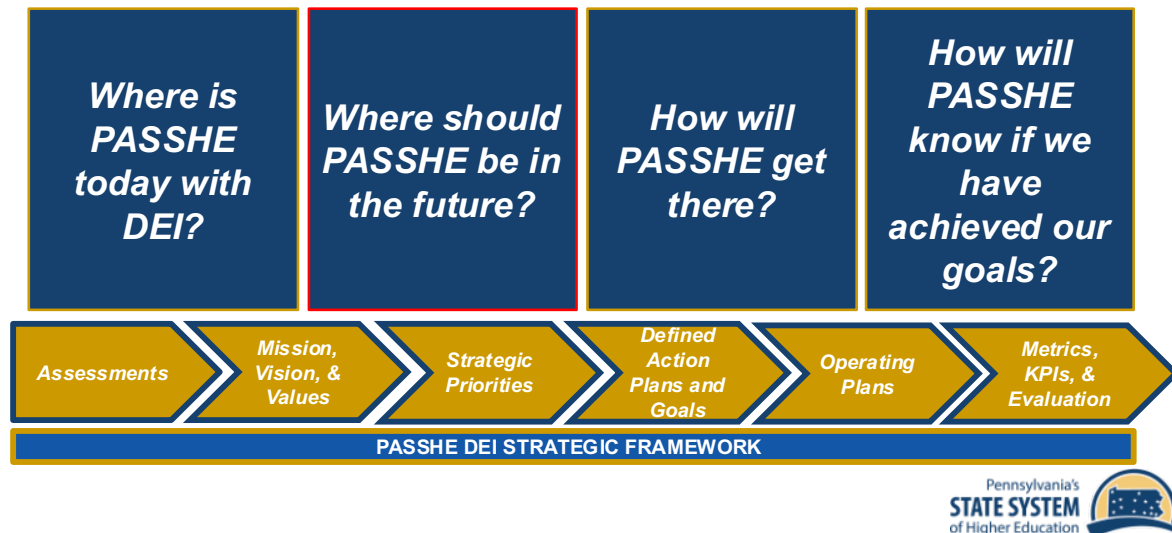 Where is
PASSHE
today with
DEI?
Where should
PASSHE be in
the future?
How will
PASSHE get
there?
How will
PASSHE
know if we
have
achieved our
goals?
Assessments
Mission,
Vision, &
Values
Strategic
Priorities
Defined
Action
Plans and
Goals
Operating
Plans
Metrics,
KPIs, &
Evaluation
PASSHE DEI STRATEGIC FRAMEWORK
Pennsylvania's
STATE SYSTEM
of Higher Education